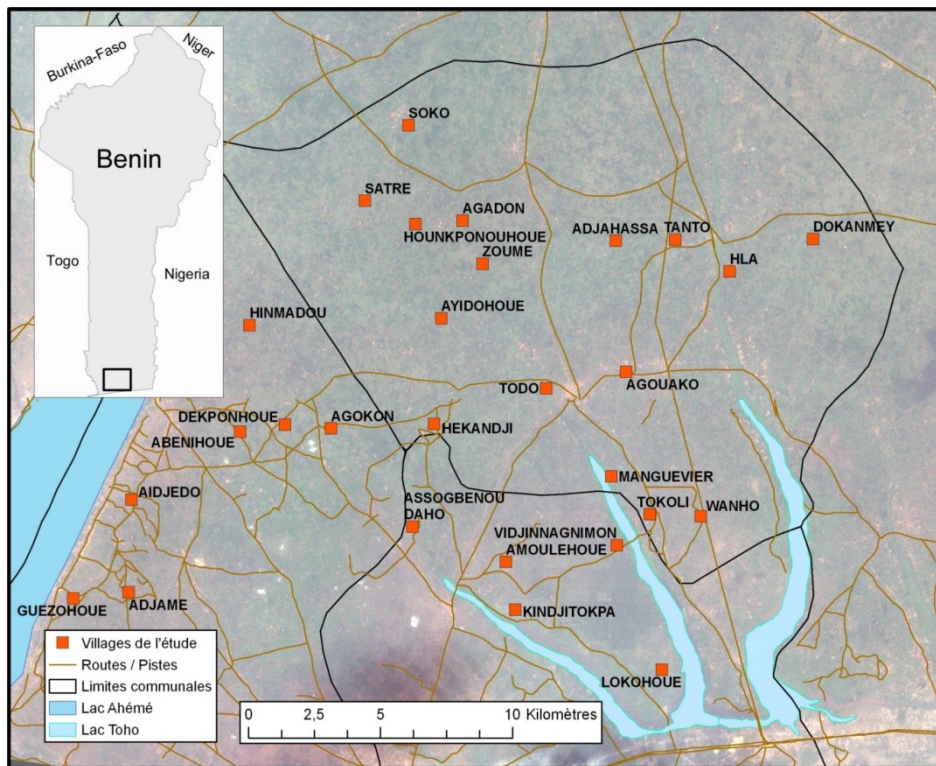 Burkina-Faso
Niger
Benin
Togo
Nigeria
SOKO
SATRE
AGADON
HOUNKPONOUHOUE
ZOUME
ADJAHASSA
TANTO
DOKANMEY
HLA
HINMADOU
AYIDOHOUE
TODO
AGOUAKO
DEKPONHOUE
AGOKON
HEKANDJI
ABENIHOUE
MANGUEVIER
AIDJEDO
ASSOGBENOU
DAHO
TOKOLI
WANHO
VIDJINNAGNIMON
AMOULEHOUE
GUEZOHOUE
ADJAME
KINDJITOKPA
LOKOHOUE
Villages de l'étude
Routes / Pistes
Limites communales
Lac Ahémé
Lac Toho
0 2,5 5 10 Kilomètres